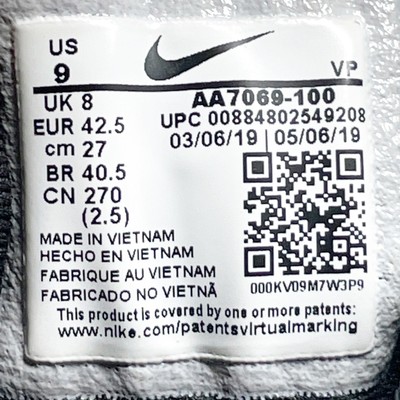 US
9
VP
UK 8
EUR 42.5
cm 27
BR 40.5
CN 270
(2.5)
AA7069-100
UPC 00884802549208
03/06/19 | 05/06/19
000KV09M7W3P9
MADE IN VIETNAM
HECHO EN VIETNAM
FABRIQUE AU VIETNAM
FABRICADO NO VIETNÃ
This product is covered by one or more patents:
www.nike.com/patentsvirtualmarking